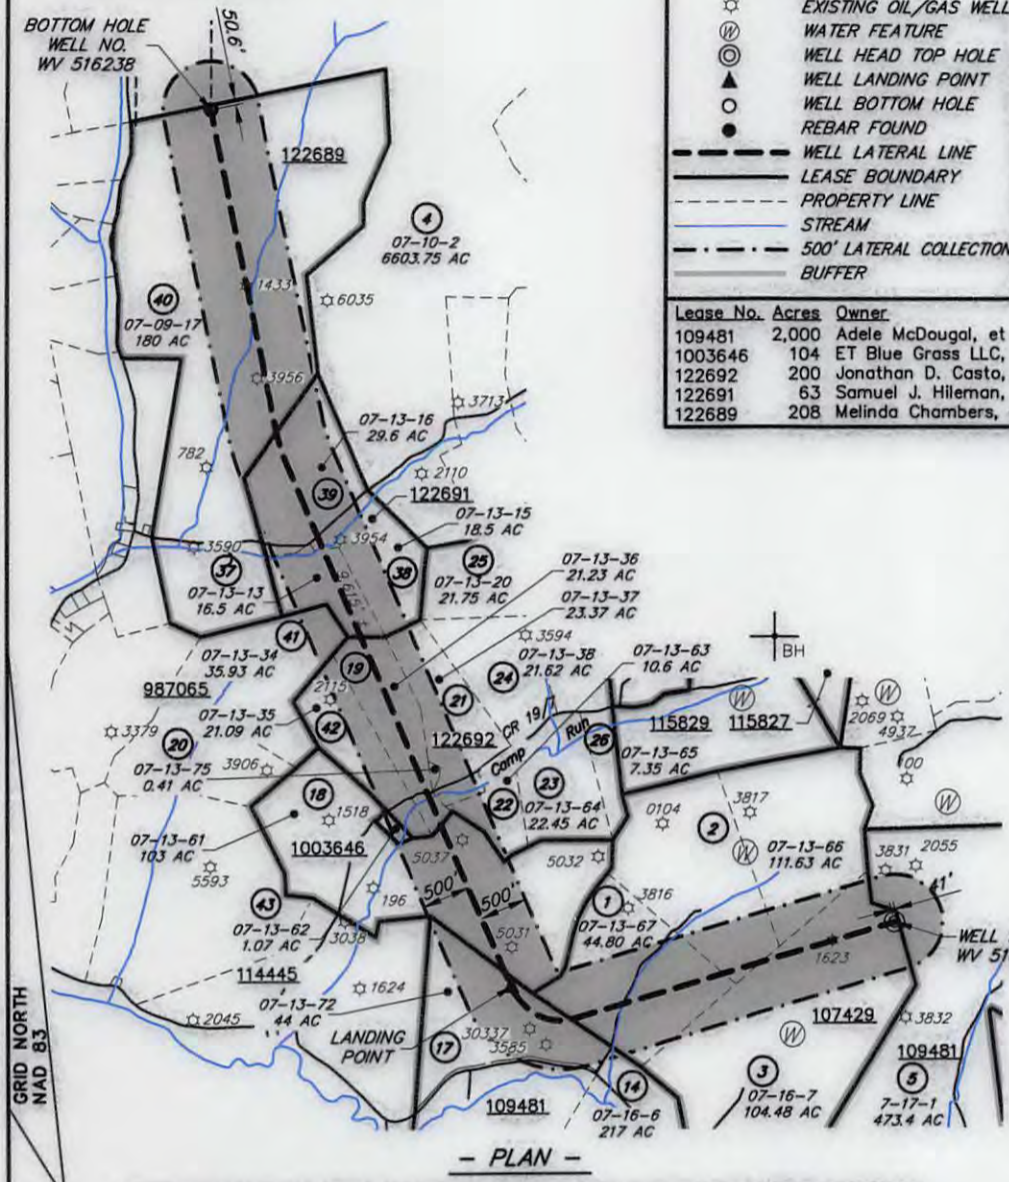 BOTTOM HOLE
WELL NO.
WV 516238
50.6'
EXISTING OIL/GAS WELL
WATER FEATURE
WELL HEAD TOP HOLE
WELL LANDING POINT
WELL BOTTOM HOLE
REBAR FOUND
WELL LATERAL LINE
LEASE BOUNDARY
PROPERTY LINE
STREAM
500' LATERAL COLLECTION
BUFFER
Lease No. Acres Owner
109481 2,000 Adele McDougal, et
1003646 104 ET Blue Grass LLC,
122692 200 Jonathan D. Casto,
122691 63 Samuel J. Hileman,
122689 208 Melinda Chambers,
122689
4
07-10-2
6603.75 AC
1433
6035
40
07-09-17
180 AC
3956
3713
07-13-16
29.6 AC
782
2110
39
122691
07-13-15
18.5 AC
3954
3590
37
07-13-13
16.5 AC
9,615'
38
25
07-13-20
21.75 AC
07-13-36
21.23 AC
07-13-37
23.37 AC
41
07-13-34
35.93 AC
19
3594
07-13-38
21.62 AC
24
07-13-63
10.6 AC
BH
987065
2115
07-13-35
21.09 AC
42
21
CR 19/7
Camp Run
26
W
115829
115827
W
2069
4937
3379
20
07-13-75
0.41 AC
3906
122692
07-13-65
7.35 AC
100
W
18
1518
22
23
07-13-64
22.45 AC
0104
3817
2
07-13-61
103 AC
1003646
5037
5032
W
07-13-66
111.63 AC
3831
2055
5593
196
500'
500'
3816
41'
43
07-13-62
1.07 AC
3038
5031
1
07-13-67
44.80 AC
WELL
WV 51
1623
114445
1624
07-13-72
44 AC
2045
LANDING
POINT
17
30337
3585
107429
3832
W
109481
109481
14
07-16-6
217 AC
3
07-16-7
104.48 AC
5
7-17-1
473.4 AC
GRID NORTH
NAD 83
- PLAN -